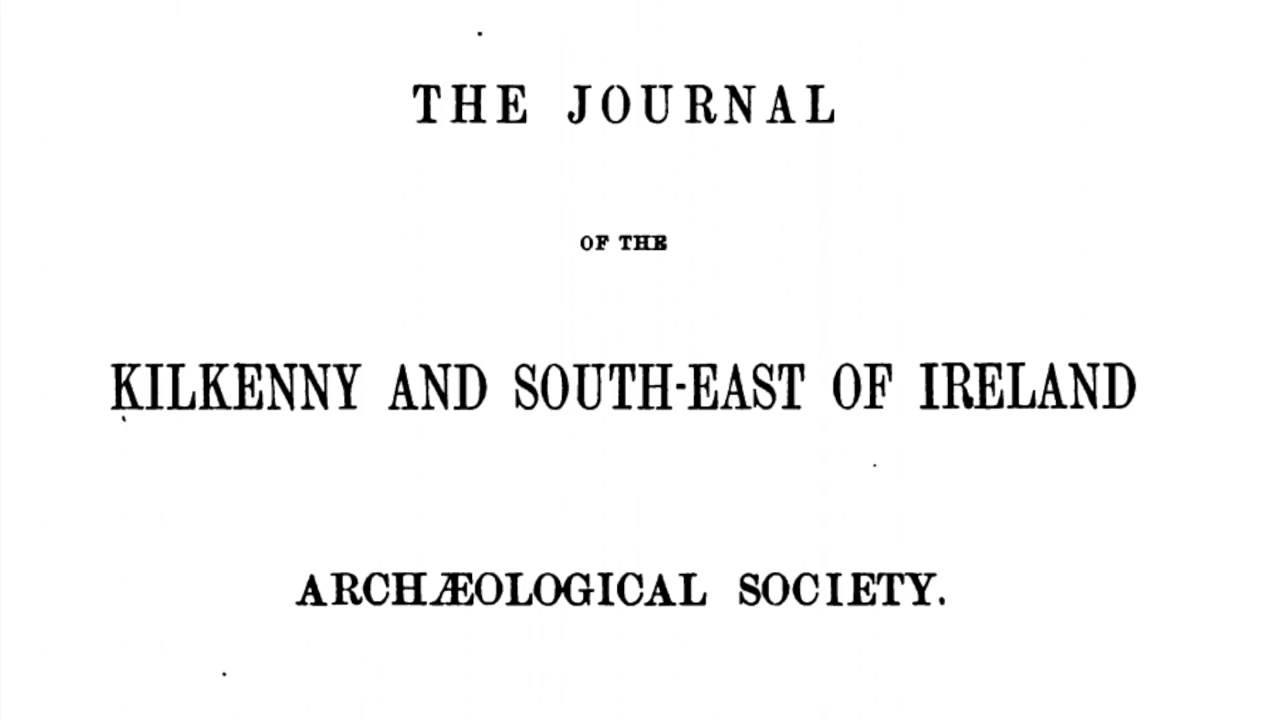 THE JOURNAL
OF THE
KILKENNY AND SOUTH-EAST OF IRELAND
ARCHÆOLOGICAL SOCIETY.